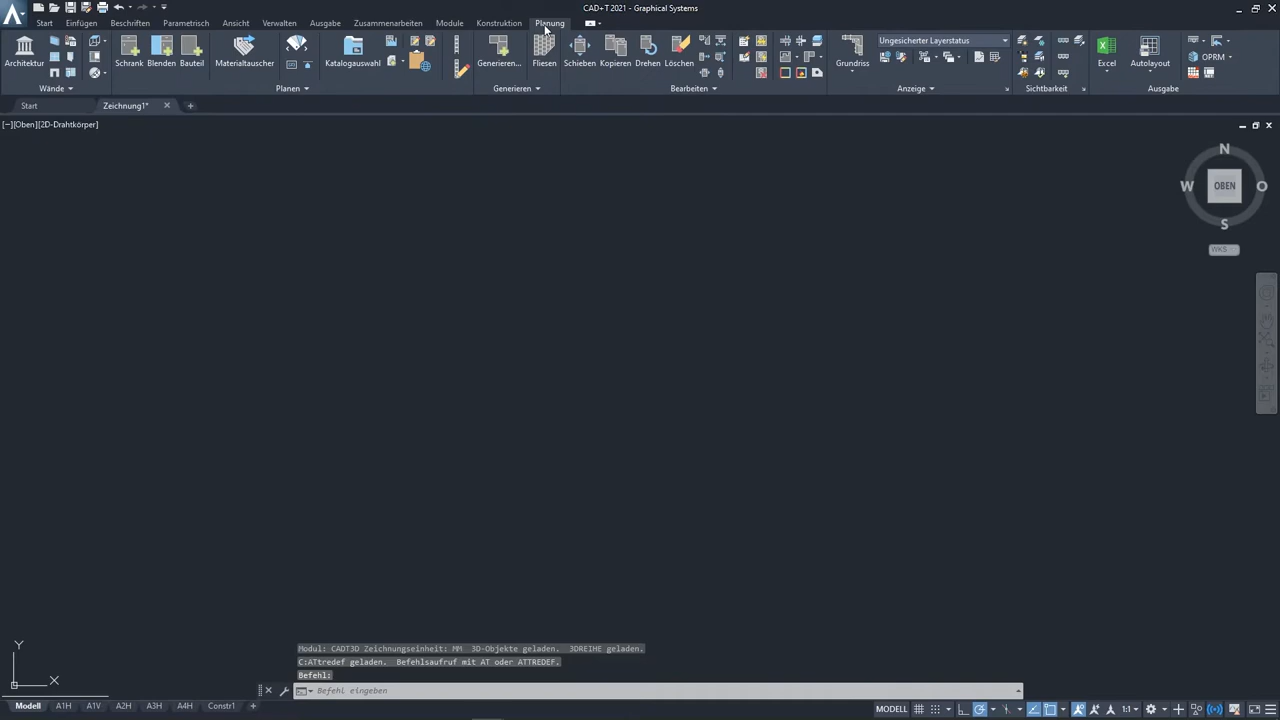 CAD+T 2021 - Graphical Systems
Start Einfügen Beschriften Parametrisch Ansicht Verwalten Ausgabe Zusammenarbeiten Module Konstruktion Planung
Architektur Schrank Blenden Bauteil Materialtauscher Katalogauswahl Generieren... Fliesen Schieben Kopieren Drehen Löschen Grundriss Ungesicherter Layerstatus Excel Autolayout OPRM
Wände Planen Generieren Bearbeiten Anzeige Sichtbarkeit Ausgabe
Start Zeichnung1*
[−][Oben][2D-Drahtkörper]
N
W OBEN O
S
WKS
Y
X
Modul: CADT3D Zeichnungseinheit: MM 3D-Objekte geladen. 3DREIHE geladen.
C:ATtredef geladen. Befehlsaufruf mit AT oder ATTREDEF.
Befehl:
Befehl eingeben
Modell A1H A1V A2H A3H A4H Constr1 MODELL 1:1